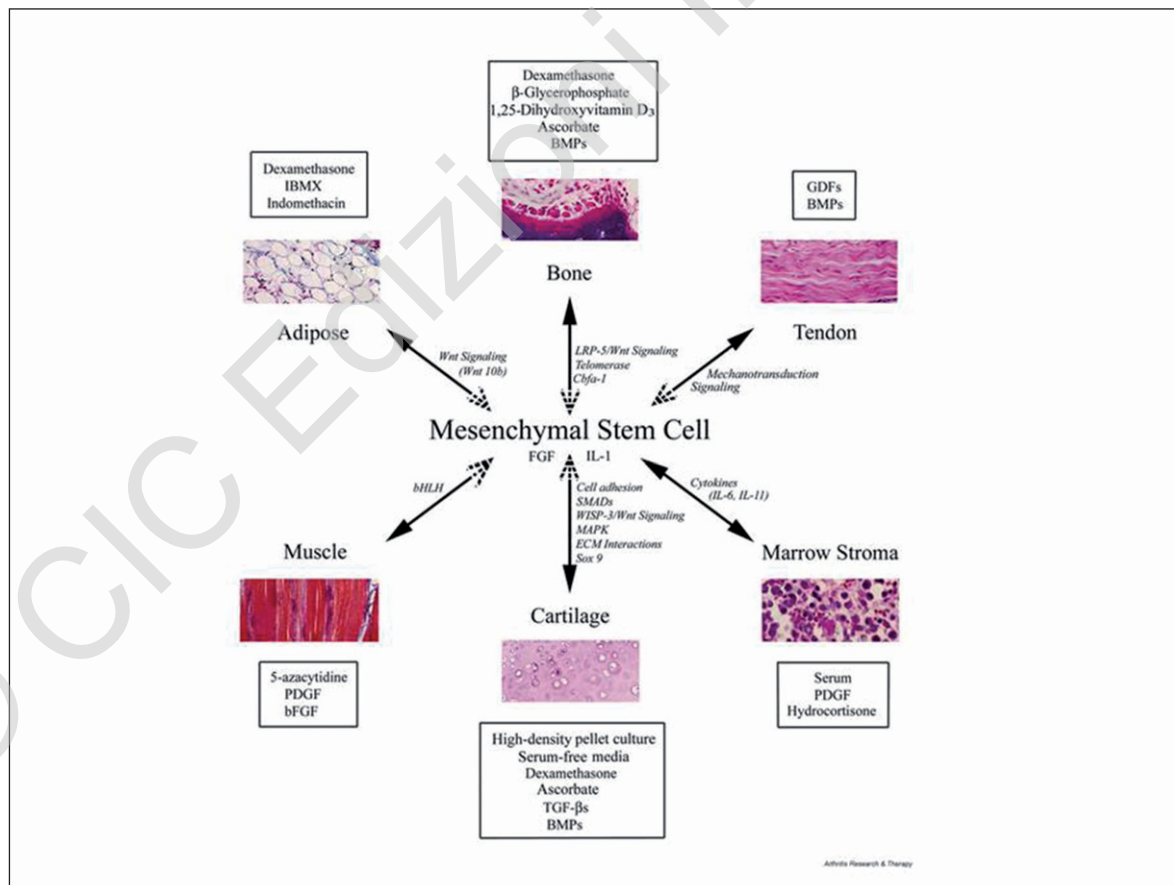 Dexamethasone
β-Glycerophosphate
1,25-Dihydroxyvitamin D₃
Ascorbate
BMPs
Dexamethasone
IBMX
Indomethacin
GDFs
BMPs
Bone
Adipose
Tendon
Wnt Signaling
(Wnt 10b)
LRP-5/Wnt Signaling
Telomerase
Cbfa-1
Mechanotransduction
Signaling
Mesenchymal Stem Cell
FGF IL-1
bHLH
Cell adhesion
SMADs
WISP-3/Wnt Signaling
MAPK
ECM Interactions
Sox 9
Cytokines
(IL-6, IL-11)
Muscle
Marrow Stroma
Cartilage
5-azacytidine
PDGF
bFGF
Serum
PDGF
Hydrocortisone
High-density pellet culture
Serum-free media
Dexamethasone
Ascorbate
TGF-βs
BMPs
Arthritis Research & Therapy
CIC Edizioni